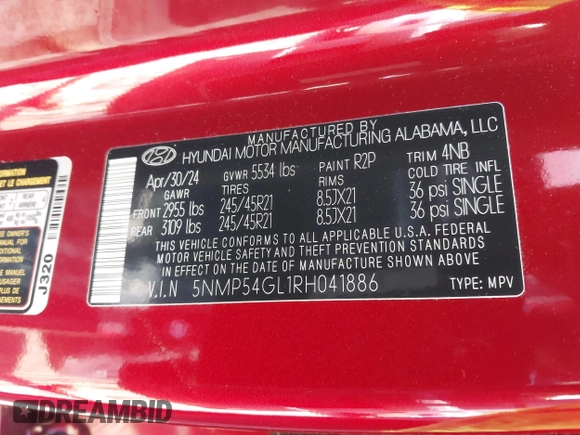 MANUFACTURED BY
HYUNDAI MOTOR MANUFACTURING ALABAMA, LLC
Apr/30/24 GVWR 5534 lbs PAINT R2P TRIM 4NB
GAWR TIRES RIMS COLD TIRE INFL
FRONT 2955 lbs 245/45R21 8.5JX21 36 psi SINGLE
REAR 3109 lbs 245/45R21 8.5JX21 36 psi SINGLE
THIS VEHICLE CONFORMS TO ALL APPLICABLE U.S.A. FEDERAL
MOTOR VEHICLE SAFETY AND THEFT PREVENTION STANDARDS
IN EFFECT ON THE DATE OF MANUFACTURE SHOWN ABOVE
V.I.N 5NMP54GL1RH041886 TYPE: MPV
J320
DREAMBID